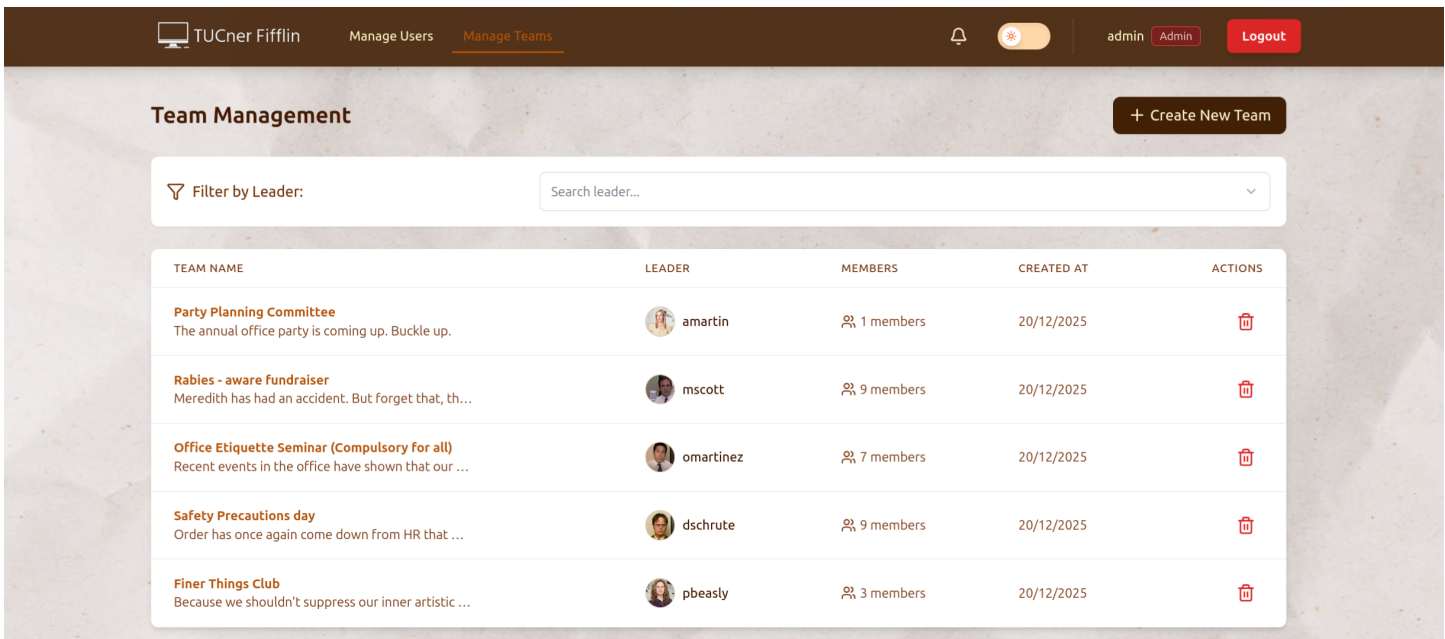 TUCner Fifflin
Manage Users
Manage Teams
admin
Admin
Logout
Team Management
+ Create New Team
Filter by Leader:
Search leader...
TEAM NAME
LEADER
MEMBERS
CREATED AT
ACTIONS
Party Planning Committee
The annual office party is coming up. Buckle up.
amartin
1 members
20/12/2025
Rabies - aware fundraiser
Meredith has had an accident. But forget that, th...
mscott
9 members
20/12/2025
Office Etiquette Seminar (Compulsory for all)
Recent events in the office have shown that our ...
omartinez
7 members
20/12/2025
Safety Precautions day
Order has once again come down from HR that ...
dschrute
9 members
20/12/2025
Finer Things Club
Because we shouldn't suppress our inner artistic ...
pbeasly
3 members
20/12/2025